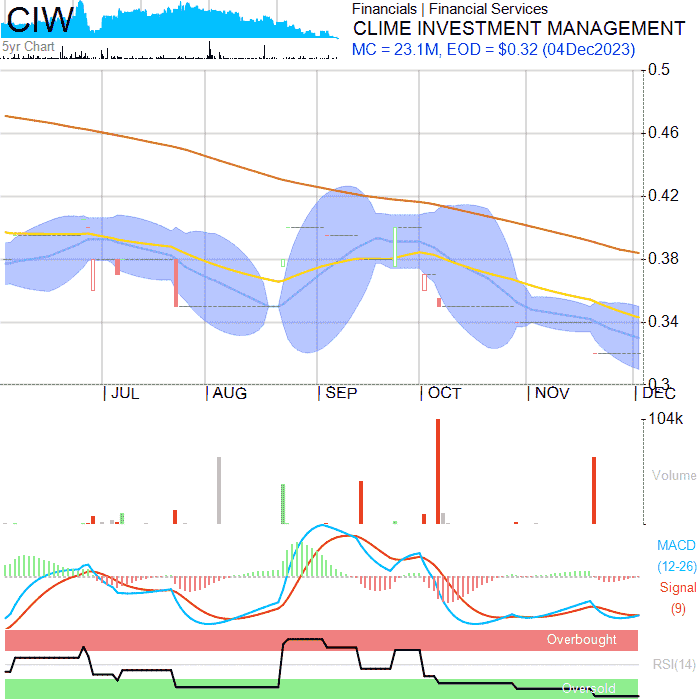 CIW
5yr Chart
Financials | Financial Services
CLIME INVESTMENT MANAGEMENT
MC = 23.1M, EOD = $0.32 (04Dec2023)
0.5
0.46
0.42
0.38
0.34
0.3
JUL AUG SEP OCT NOV DEC
104k
Volume
MACD
(12-26)
Signal
(9)
Overbought
RSI(14)
Oversold